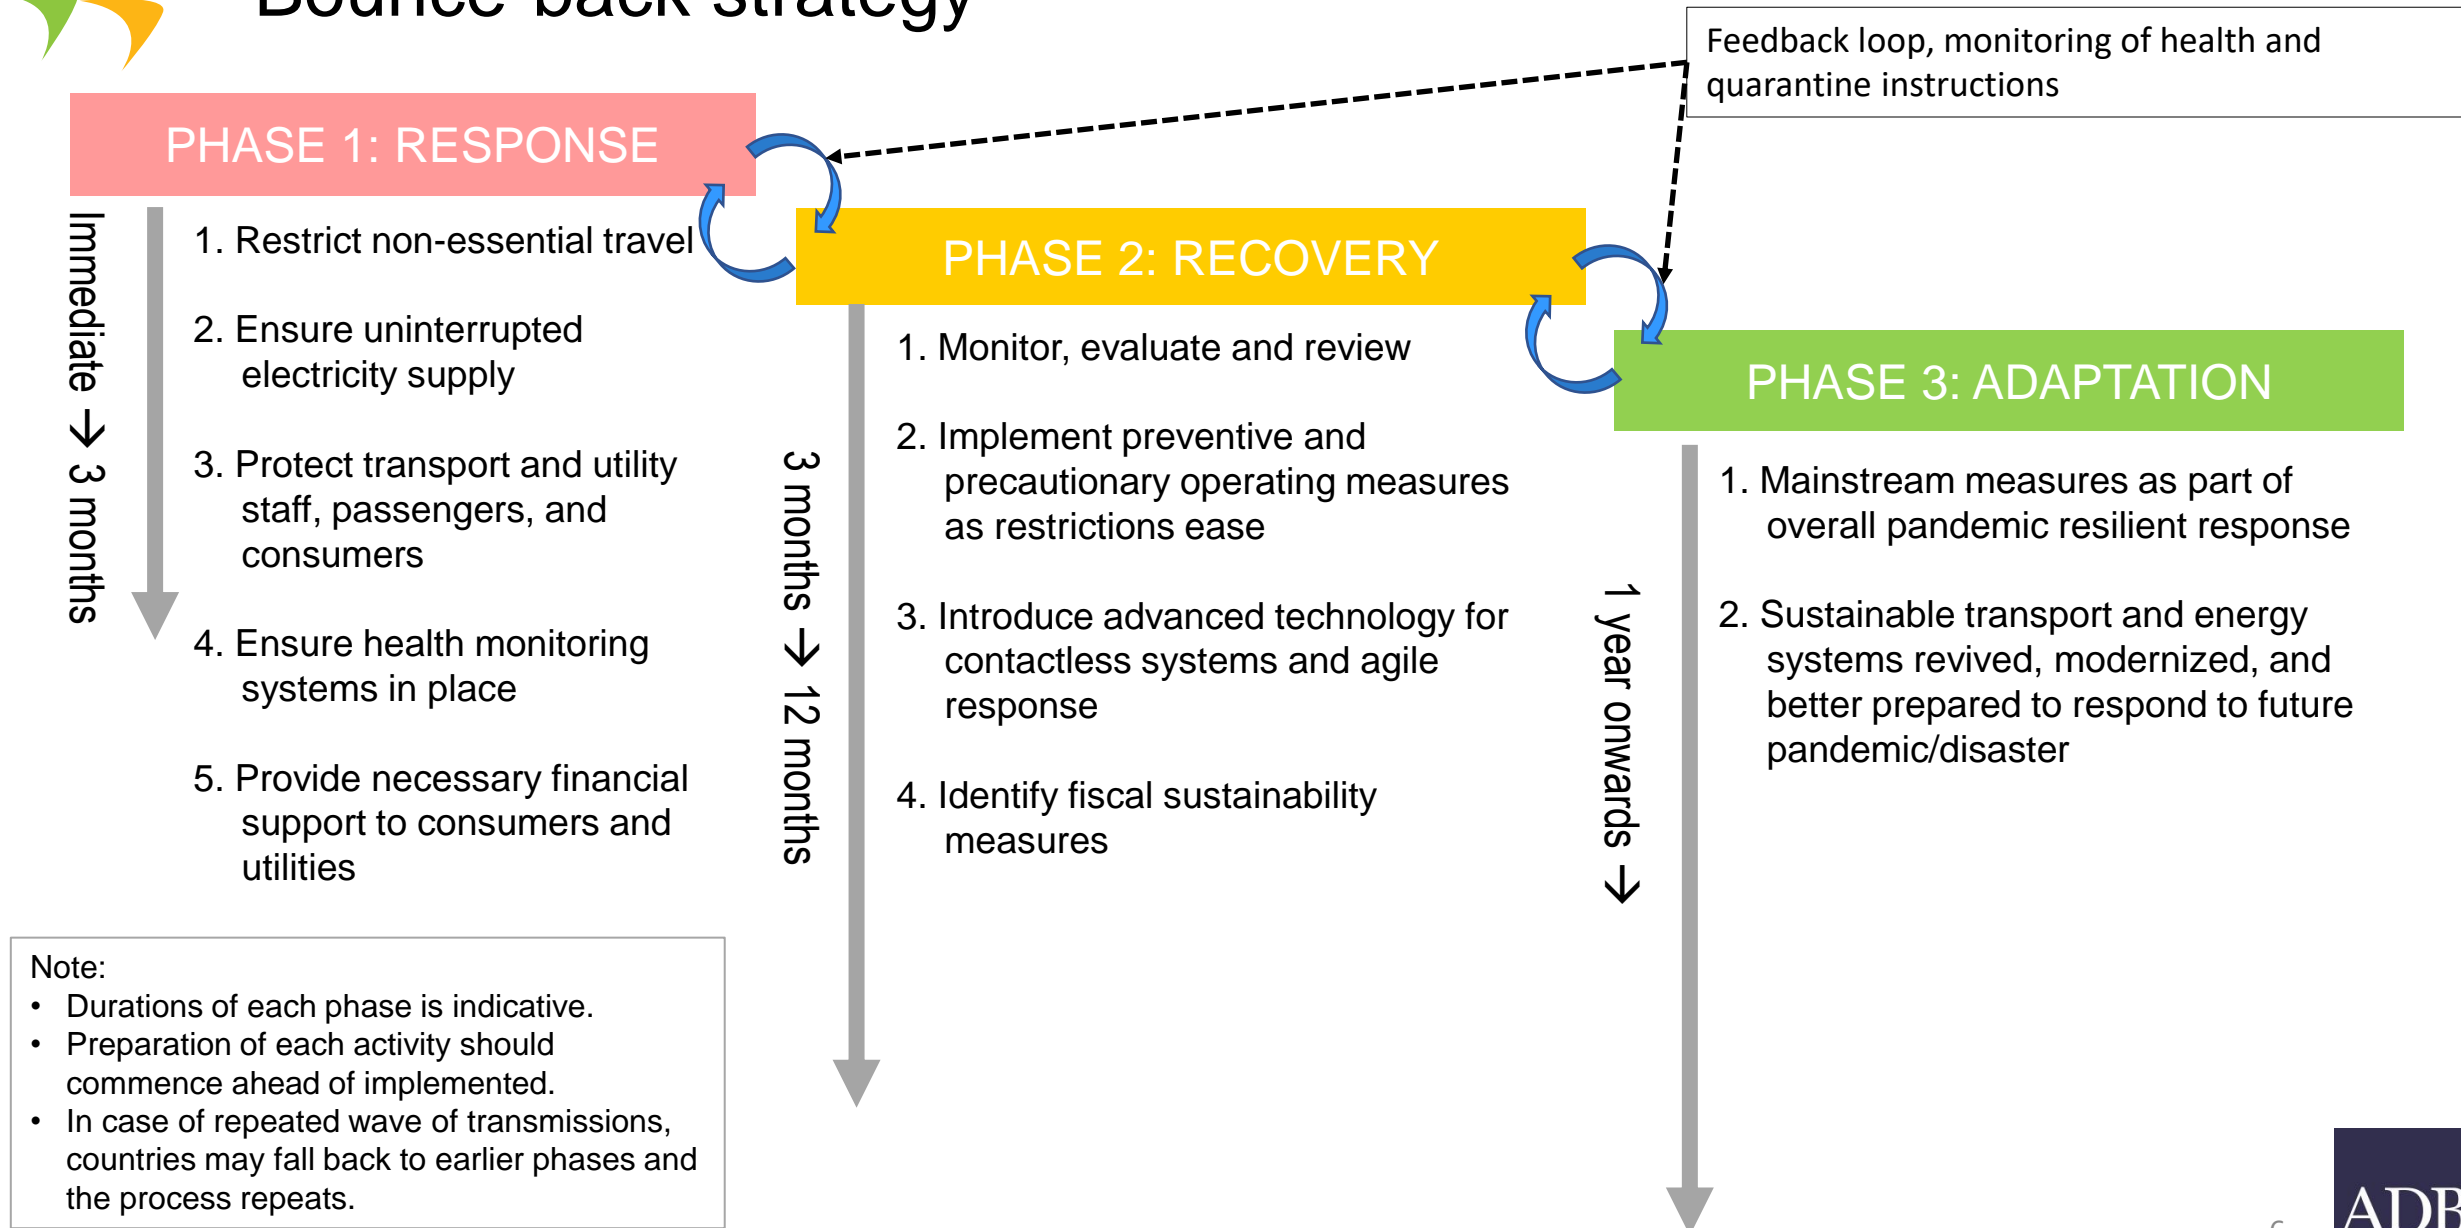 Bounce back strategy
Feedback loop, monitoring of health and
quarantine instructions
PHASE 1: RESPONSE
Immediate → 3 months
1. Restrict non-essential travel
2. Ensure uninterrupted
electricity supply
3. Protect transport and utility
staff, passengers, and
consumers
4. Ensure health monitoring
systems in place
5. Provide necessary financial
support to consumers and
utilities
PHASE 2: RECOVERY
3 months → 12 months
1. Monitor, evaluate and review
2. Implement preventive and
precautionary operating measures
as restrictions ease
3. Introduce advanced technology for
contactless systems and agile
response
4. Identify fiscal sustainability
measures
PHASE 3: ADAPTATION
1 year onwards →
1. Mainstream measures as part of
overall pandemic resilient response
2. Sustainable transport and energy
systems revived, modernized, and
better prepared to respond to future
pandemic/disaster
Note:
• Durations of each phase is indicative.
• Preparation of each activity should
commence ahead of implemented.
• In case of repeated wave of transmissions,
countries may fall back to earlier phases and
the process repeats.
ADB